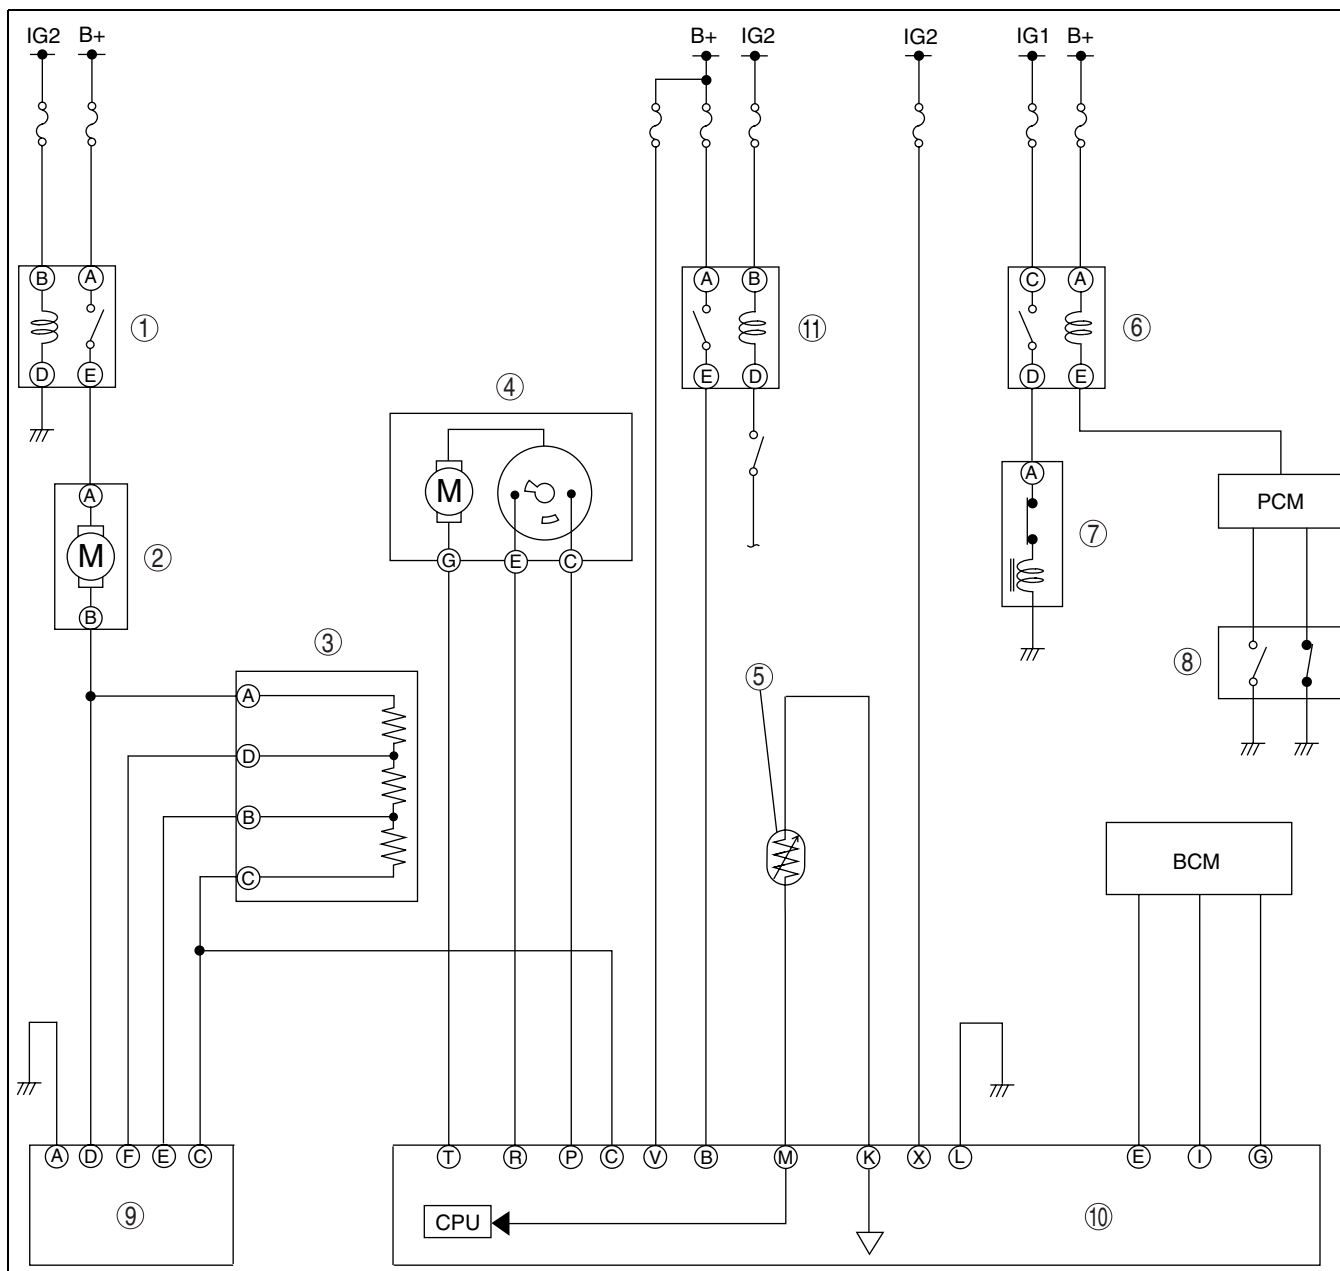 IG2 B+ B+ IG2 IG2 IG1 B+
B A A B C A
① ⑪ ⑥
D E E D D E
④
A A
M M PCM
② ⑦
G E C
B
③ ⑧
⑤
A
D
B
C
BCM
A D F E C T R P C V B M K X L E I G
⑨ CPU ⑩